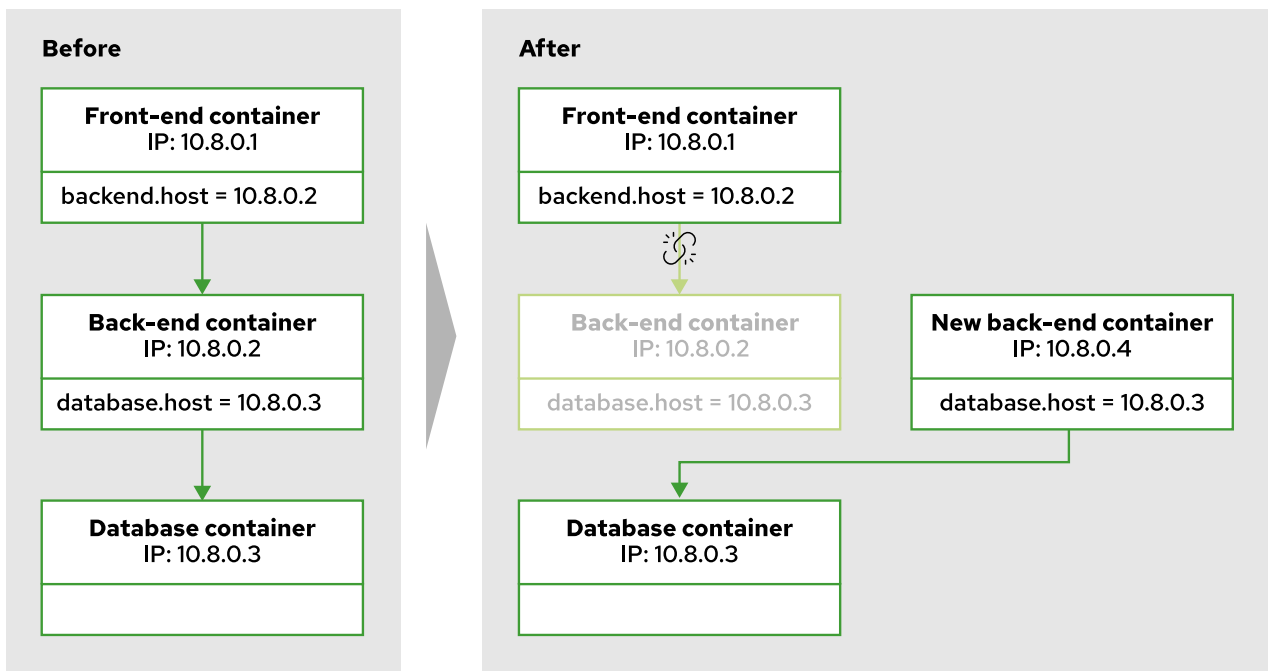 Before
Front-end container
IP: 10.8.0.1
backend.host = 10.8.0.2
Back-end container
IP: 10.8.0.2
database.host = 10.8.0.3
Database container
IP: 10.8.0.3
After
Front-end container
IP: 10.8.0.1
backend.host = 10.8.0.2
Back-end container
IP: 10.8.0.2
database.host = 10.8.0.3
New back-end container
IP: 10.8.0.4
database.host = 10.8.0.3
Database container
IP: 10.8.0.3